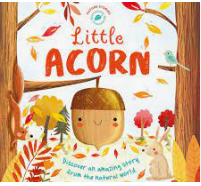 Little
ACORN
Discover an amazing story
from the natural world